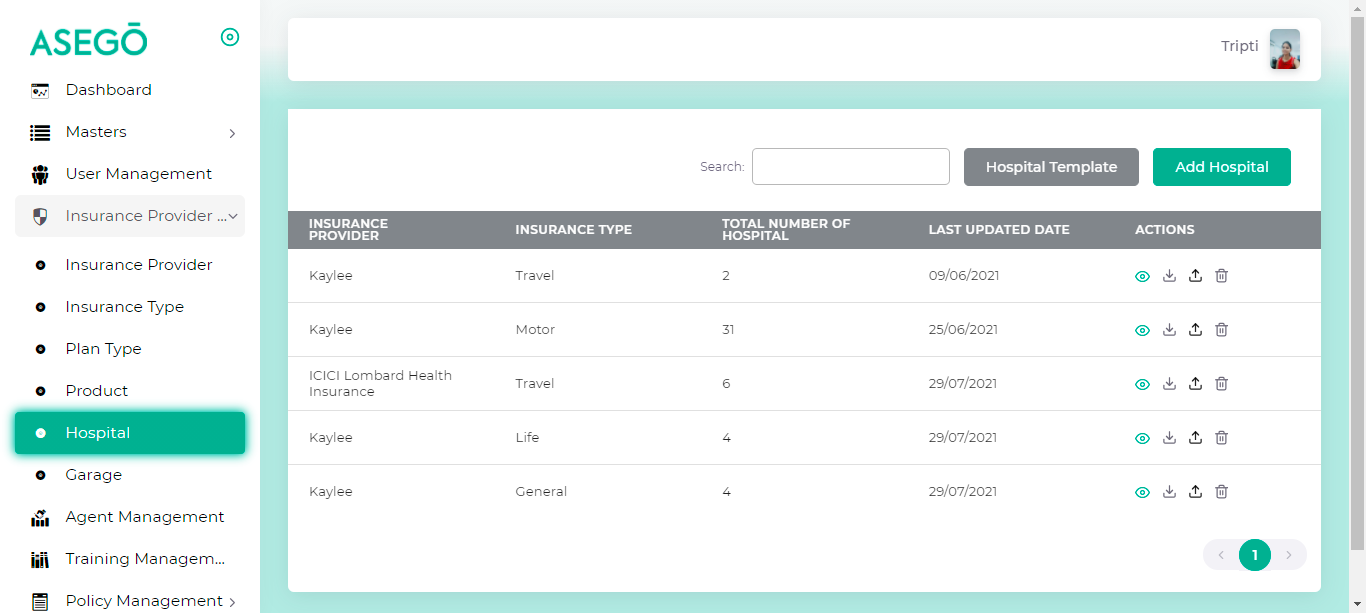 ASEGŌ
Tripti
Dashboard
Masters
User Management
Insurance Provider ...
Insurance Provider
Insurance Type
Plan Type
Product
Hospital
Garage
Agent Management
Training Managem...
Policy Management
Search:
Hospital Template
Add Hospital
INSURANCE PROVIDER INSURANCE TYPE TOTAL NUMBER OF HOSPITAL LAST UPDATED DATE ACTIONS
Kaylee Travel 2 09/06/2021
Kaylee Motor 31 25/06/2021
ICICI Lombard Health Insurance Travel 6 29/07/2021
Kaylee Life 4 29/07/2021
Kaylee General 4 29/07/2021
1